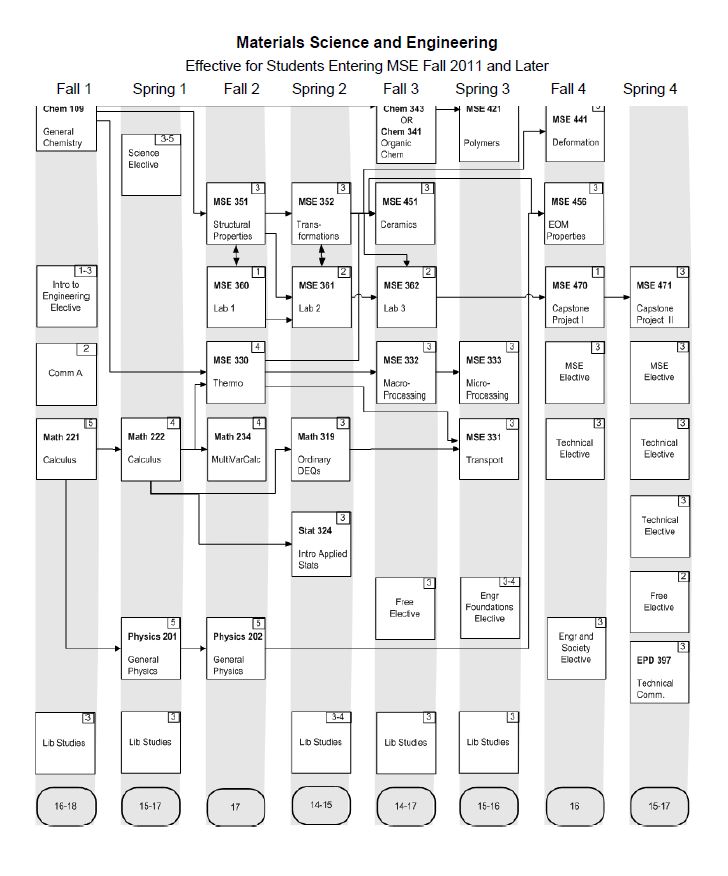 Materials Science and Engineering
Effective for Students Entering MSE Fall 2011 and Later
Fall 1
Spring 1
Fall 2
Spring 2
Fall 3
Spring 3
Fall 4
Spring 4
Chem 109
General
Chemistry
3-5
Science
Elective
Chem 343
OR
Chem 341
Organic
Chem
MSE 421
Polymers
3
MSE 441
Deformation
3
MSE 351
Structural
Properties
3
MSE 352
Trans-
formations
3
MSE 451
Ceramics
3
MSE 456
EOM
Properties
1-3
Intro to
Engineering
Elective
1
MSE 360
Lab 1
2
MSE 361
Lab 2
2
MSE 362
Lab 3
1
MSE 470
Capstone
Project I
3
MSE 471
Capstone
Project II
2
Comm A
4
MSE 330
Thermo
3
MSE 332
Macro-
Processing
3
MSE 333
Micro-
Processing
3
MSE
Elective
3
MSE
Elective
5
Math 221
Calculus
4
Math 222
Calculus
4
Math 234
MultiVarCalc
3
Math 319
Ordinary
DEQs
3
MSE 331
Transport
3
Technical
Elective
3
Technical
Elective
3
Stat 324
Intro Applied
Stats
3
Technical
Elective
3
Free
Elective
3-4
Engr
Foundations
Elective
2
Free
Elective
5
Physics 201
General
Physics
5
Physics 202
General
Physics
3
Engr and
Society
Elective
3
EPD 397
Technical
Comm.
3
Lib Studies
3
Lib Studies
3-4
Lib Studies
3
Lib Studies
3
Lib Studies
16-18
15-17
17
14-15
14-17
15-16
16
15-17